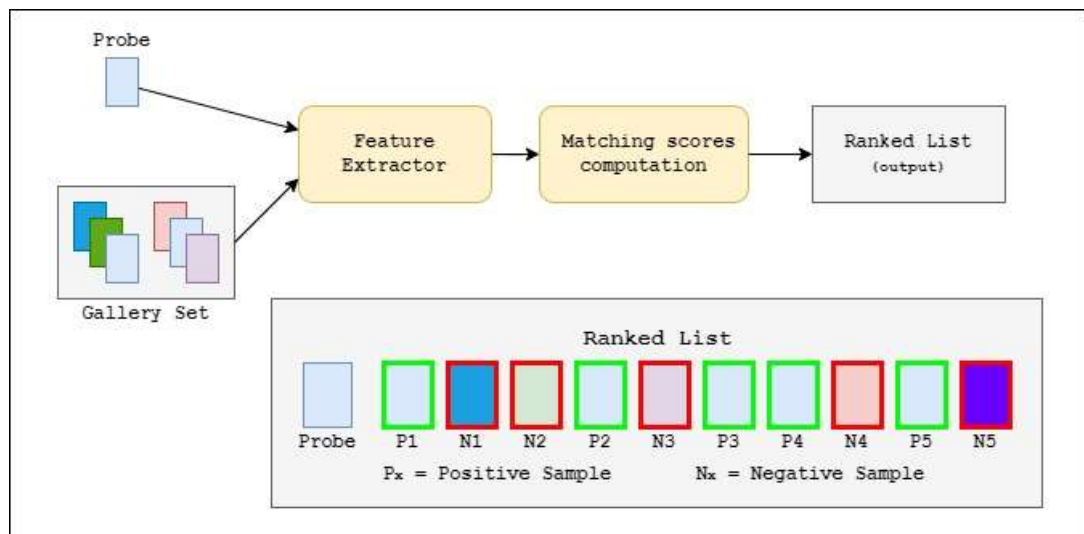 Probe
Feature
Extractor
Matching scores
computation
Ranked List
(output)
Gallery Set
Ranked List
Probe P1 N1 N2 P2 N3 P3 P4 N4 P5 N5
Px = Positive Sample Nx = Negative Sample